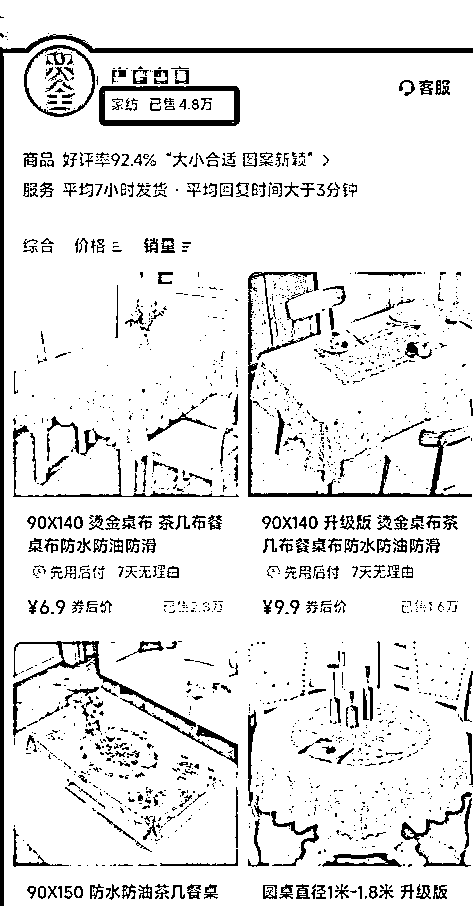 客服
家纺 已售4.8万
商品 好评率92.4% “大小合适 图案新颖” >
服务 平均7小时发货 · 平均回复时间大于3分钟
综合 价格 销量
90X140 烫金桌布 茶几布餐
桌布防水防油防滑
先用后付 7天无理由
¥6.9 券后价 已售2.3万
90X140 升级版 烫金桌布茶
几布餐桌布防水防油防滑
先用后付 7天无理由
¥9.9 券后价 已售1.6万
90X150 防水防油茶几餐桌
圆桌直径1米-1.8米 升级版